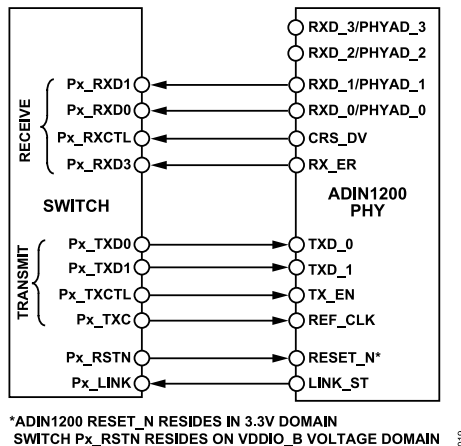 RXD_3/PHYAD_3
RXD_2/PHYAD_2
Px_RXD1 RXD_1/PHYAD_1
Px_RXD0 RXD_0/PHYAD_0
Px_RXCTL CRS_DV
Px_RXD3 RX_ER
RECEIVE
SWITCH
ADIN1200
PHY
Px_TXD0 TXD_0
Px_TXD1 TXD_1
Px_TXCTL TX_EN
Px_TXC REF_CLK
TRANSMIT
Px_RSTN RESET_N*
Px_LINK LINK_ST
*ADIN1200 RESET_N RESIDES IN 3.3V DOMAIN
SWITCH Px_RSTN RESIDES ON VDDIO_B VOLTAGE DOMAIN